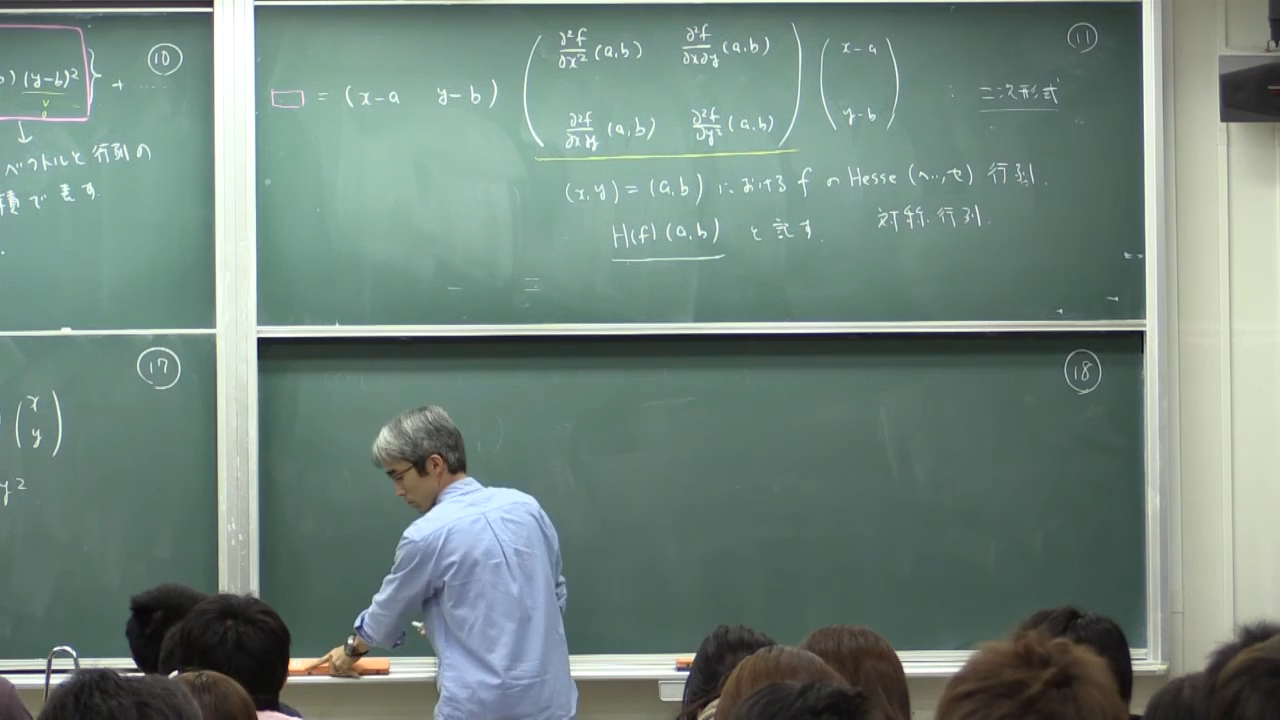 ⑩
b) (y-b)² } + ....
ベクトルと行列の
積で表す
⑪
□ = (x-a y-b) ( ∂²f/∂x² (a,b) ∂²f/∂x∂y (a,b) ∂²f/∂x∂y (a,b) ∂²f/∂y² (a,b) ) ( x-a y-b ) : 二次形式
(x,y) = (a,b) における f の Hesse (ヘッセ) 行列.
H(f)(a,b) と記す. 対称行列.
⑰
( x y )
y²
⑱